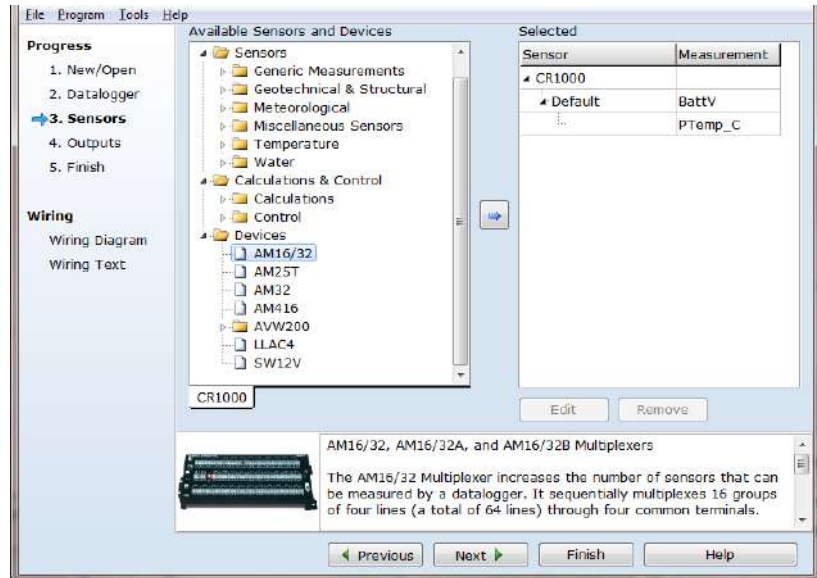 File Program Tools Help
Progress
1. New/Open
2. Datalogger
3. Sensors
4. Outputs
5. Finish
Wiring
Wiring Diagram
Wiring Text
Available Sensors and Devices
Sensors
Generic Measurements
Geotechnical & Structural
Meteorological
Miscellaneous Sensors
Temperature
Water
Calculations & Control
Calculations
Control
Devices
AM16/32
AM25T
AM32
AM416
AVW200
LLAC4
SW12V
CR1000
Selected
Sensor Measurement
CR1000
Default BattV
PTemp_C
Edit Remove
AM16/32, AM16/32A, and AM16/32B Multiplexers
The AM16/32 Multiplexer increases the number of sensors that can
be measured by a datalogger. It sequentially multiplexes 16 groups
of four lines (a total of 64 lines) through four common terminals.
Previous Next Finish Help